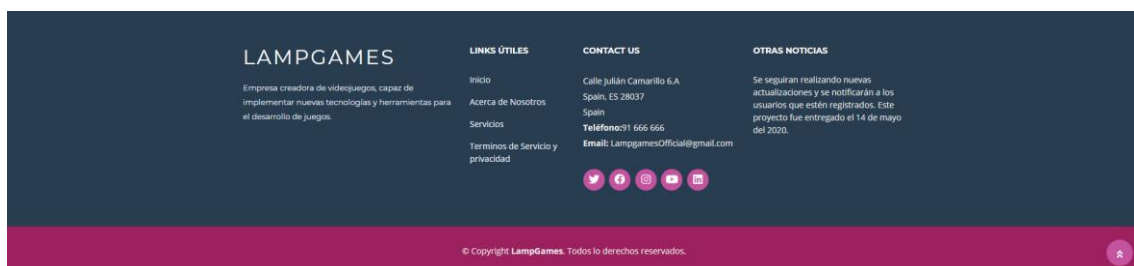 LAMPGAMES
Empresa creadora de videojuegos, capaz de
implementar nuevas tecnologías y herramientas para
el desarrollo de juegos.
LINKS ÚTILES
Inicio
Acerca de Nosotros
Servicios
Terminos de Servicio y
privacidad
CONTACT US
Calle Julián Camarillo 6.A
Spain, ES 28037
Spain
Teléfono:91 666 666
Email: LampgamesOfficial@gmail.com
OTRAS NOTICIAS
Se seguiran realizando nuevas
actualizaciones y se notificarán a los
usuarios que estén registrados. Este
proyecto fue entregado el 14 de mayo
del 2020.
© Copyright LampGames. Todos lo derechos reservados.